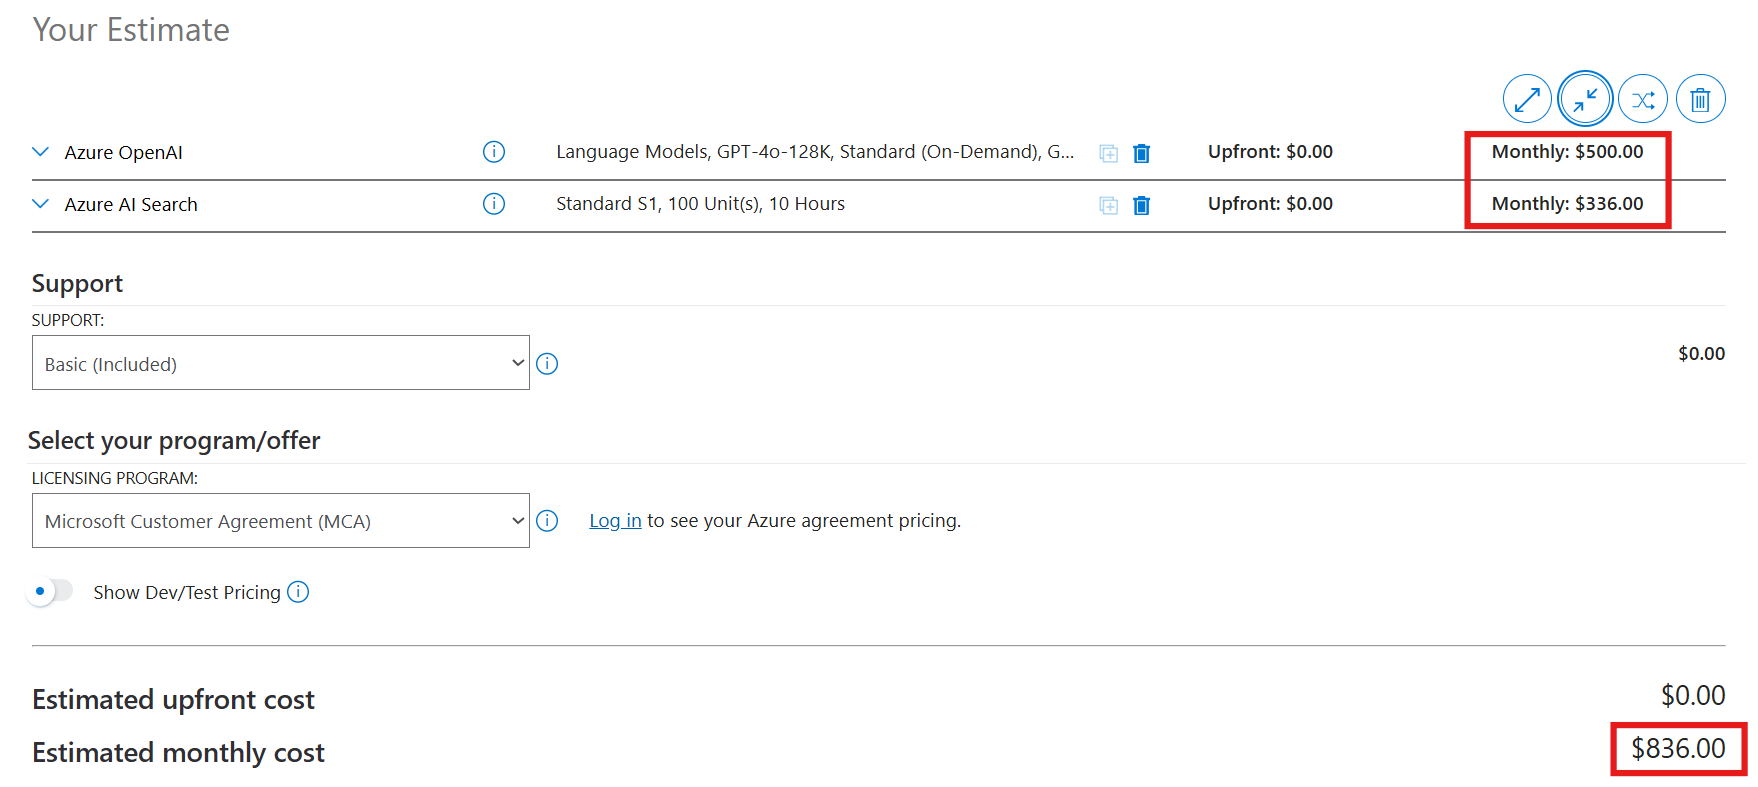 Your Estimate
Azure OpenAI Language Models, GPT-4o-128K, Standard (On-Demand), G... Upfront: $0.00 Monthly: $500.00
Azure AI Search Standard S1, 100 Unit(s), 10 Hours Upfront: $0.00 Monthly: $336.00
Support
SUPPORT:
Basic (Included) $0.00
Select your program/offer
LICENSING PROGRAM:
Microsoft Customer Agreement (MCA) Log in to see your Azure agreement pricing.
Show Dev/Test Pricing
Estimated upfront cost $0.00
Estimated monthly cost $836.00